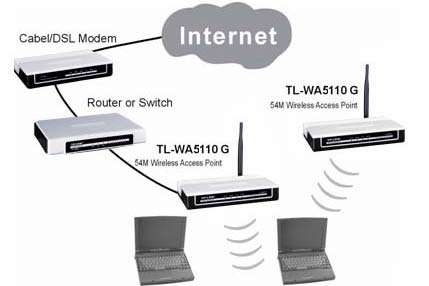 Internet
Cabel/DSL Modem
Router or Switch
TL-WA5110 G
54M Wireless Access Point
TL-WA5110 G
54M Wireless Access Point